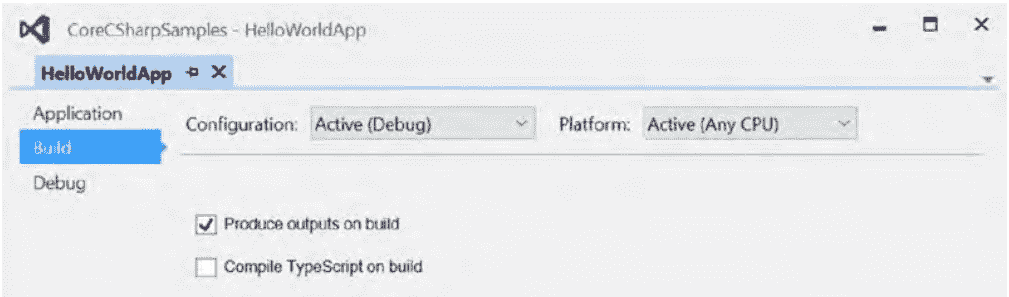 CoreCSharpSamples - HelloWorldApp
HelloWorldApp
Application
Configuration: Active (Debug) Platform: Active (Any CPU)
Build
Debug
Produce outputs on build
Compile TypeScript on build